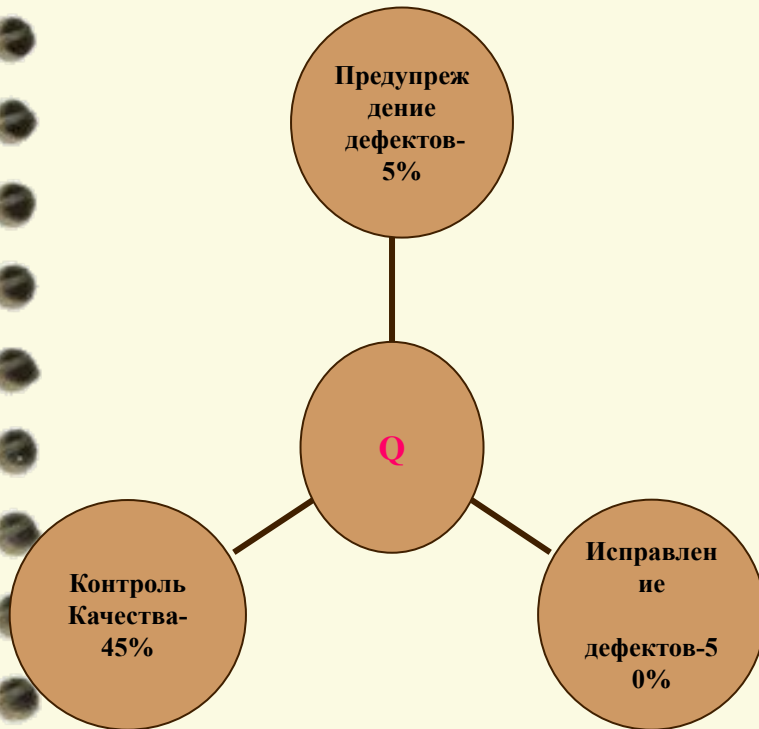 Предупреж
дение
дефектов-
5%
Q
Контроль
Качества-
45%
Исправлен
ие
дефектов-5
0%